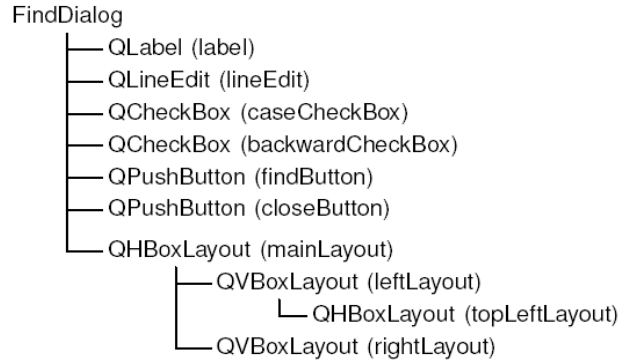 FindDialog
QLabel (label)
QLineEdit (lineEdit)
QCheckBox (caseCheckBox)
QCheckBox (backwardCheckBox)
QPushButton (findButton)
QPushButton (closeButton)
QHBoxLayout (mainLayout)
QVBoxLayout (leftLayout)
QHBoxLayout (topLeftLayout)
QVBoxLayout (rightLayout)